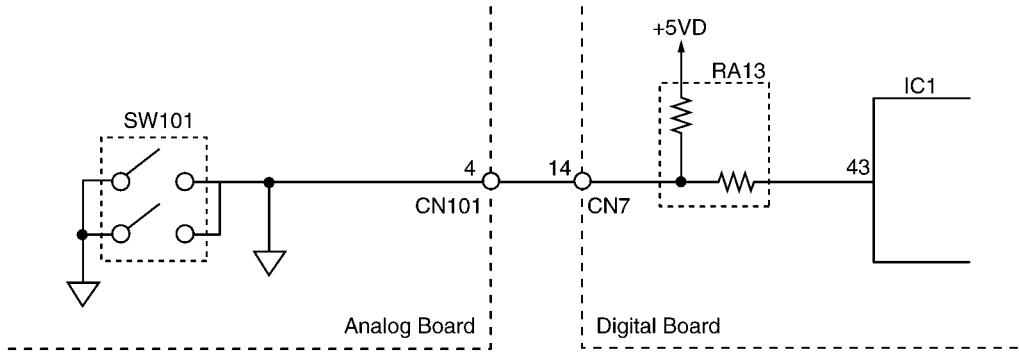 +5VD
RA13
IC1
SW101
4
14
43
CN101
CN7
Analog Board
Digital Board